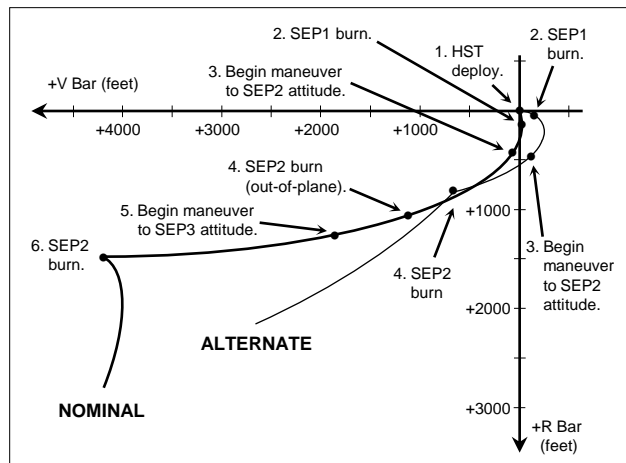 2. SEP1 burn.
2. SEP1
burn.
1. HST
deploy.
+V Bar (feet)
3. Begin maneuver
to SEP2 attitude.
+4000
+3000
+2000
+1000
4. SEP2 burn
(out-of-plane).
5. Begin maneuver
to SEP3 attitude.
+1000
6. SEP2
burn.
4. SEP2
burn
3. Begin
maneuver
to SEP2
attitude.
+2000
ALTERNATE
NOMINAL
+3000
+R Bar
(feet)